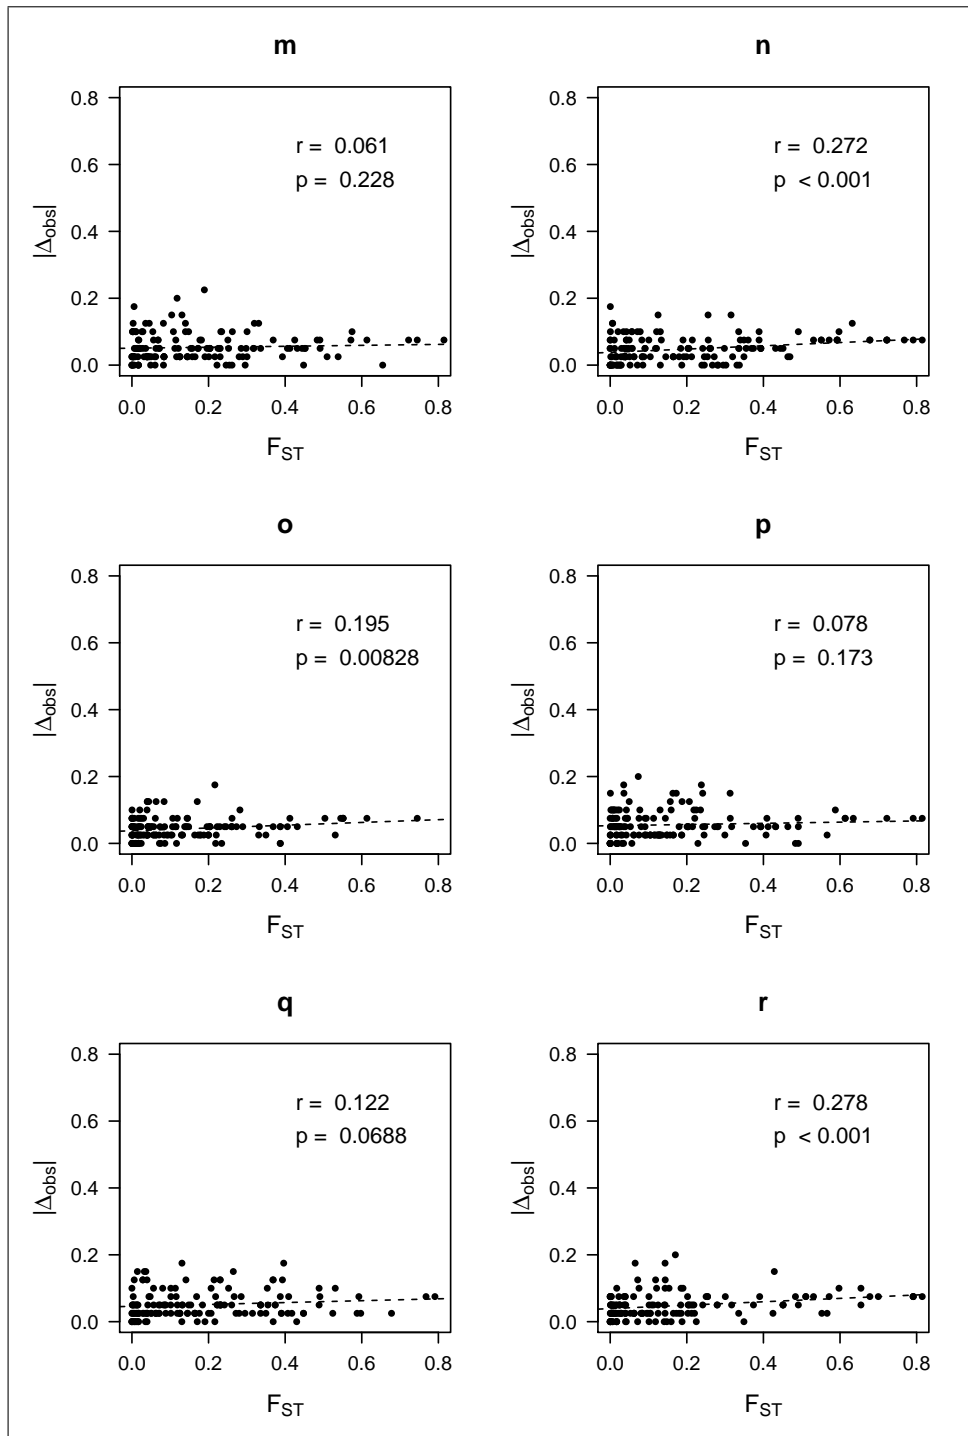 m
0.8
0.6
0.4
0.2
0.0
|Δobs|
r = 0.061
p = 0.228
0.0 0.2 0.4 0.6 0.8
FST
n
0.8
0.6
0.4
0.2
0.0
|Δobs|
r = 0.272
p < 0.001
0.0 0.2 0.4 0.6 0.8
FST
o
0.8
0.6
0.4
0.2
0.0
|Δobs|
r = 0.195
p = 0.00828
0.0 0.2 0.4 0.6 0.8
FST
p
0.8
0.6
0.4
0.2
0.0
|Δobs|
r = 0.078
p = 0.173
0.0 0.2 0.4 0.6 0.8
FST
q
0.8
0.6
0.4
0.2
0.0
|Δobs|
r = 0.122
p = 0.0688
0.0 0.2 0.4 0.6 0.8
FST
r
0.8
0.6
0.4
0.2
0.0
|Δobs|
r = 0.278
p < 0.001
0.0 0.2 0.4 0.6 0.8
FST